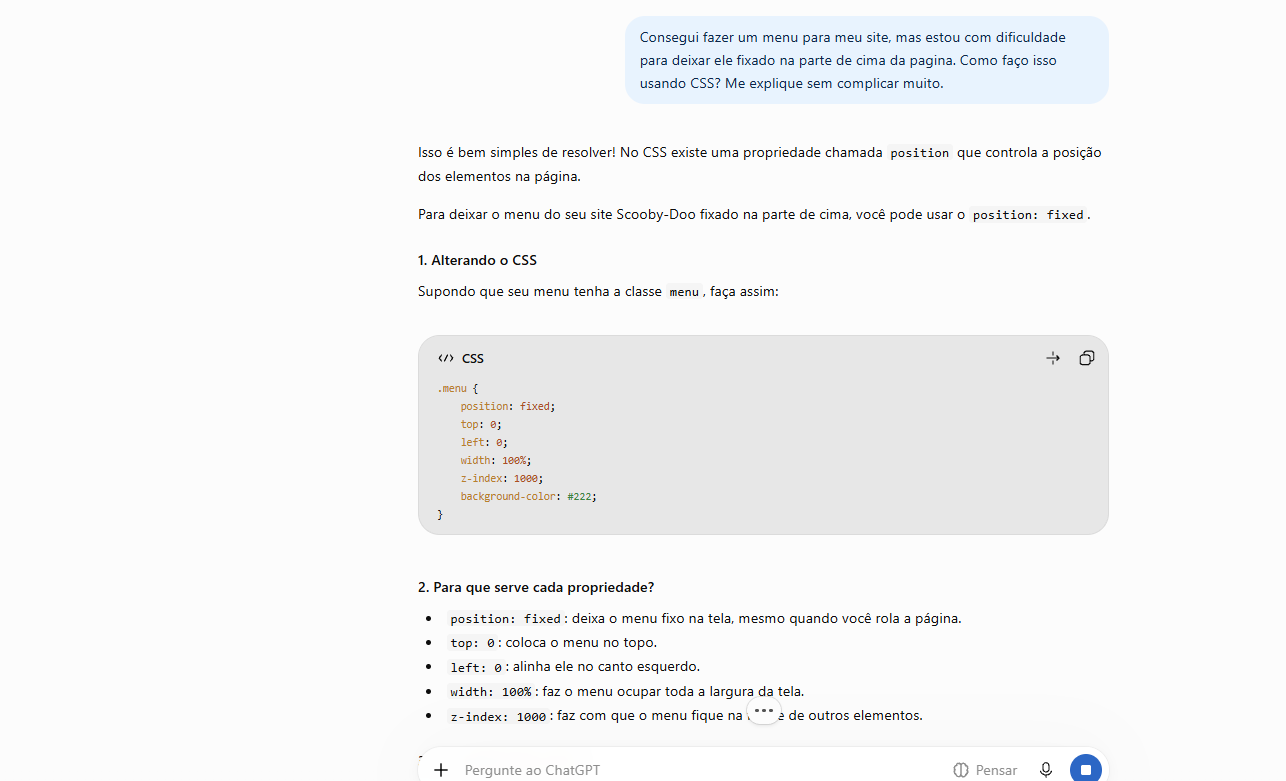 Consegui fazer um menu para meu site, mas estou com dificuldade
para deixar ele fixado na parte de cima da pagina. Como faço isso
usando CSS? Me explique sem complicar muito.
Isso é bem simples de resolver! No CSS existe uma propriedade chamada position que controla a posição
dos elementos na página.
Para deixar o menu do seu site Scooby-Doo fixado na parte de cima, você pode usar o position: fixed.
1. Alterando o CSS
Supondo que seu menu tenha a classe menu, faça assim:
CSS
.menu {
position: fixed;
top: 0;
left: 0;
width: 100%;
z-index: 1000;
background-color: #222;
}
2. Para que serve cada propriedade?
• position: fixed: deixa o menu fixo na tela, mesmo quando você rola a página.
• top: 0: coloca o menu no topo.
• left: 0: alinha ele no canto esquerdo.
• width: 100%: faz o menu ocupar toda a largura da tela.
• z-index: 1000: faz com que o menu fique na de outros elementos.
Pergunte ao ChatGPT
Pensar